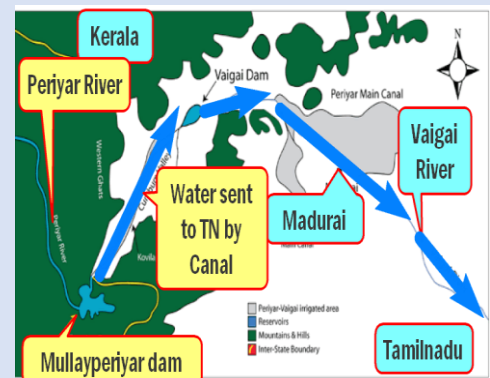 Kerala
Periyar River
Vaigai Dam
N
Periyar Main Canal
Vaigai
River
Western Ghats
Water sent
to TN by
Canal
Madurai
Main Canal
Periyar River
Periyar-Vaigai irrigated area
Reservoirs
Mountains & Hills
Inter-State Boundary
Mullayperiyar dam
Tamilnadu